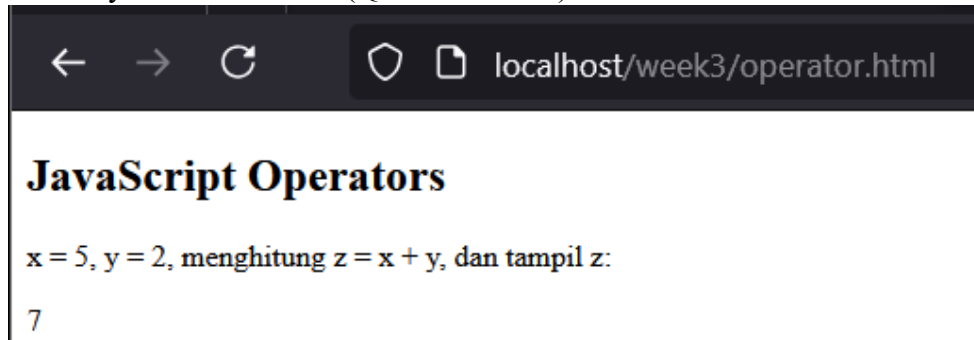 localhost/week3/operator.html
JavaScript Operators
x = 5, y = 2, menghitung z = x + y, dan tampil z:
7